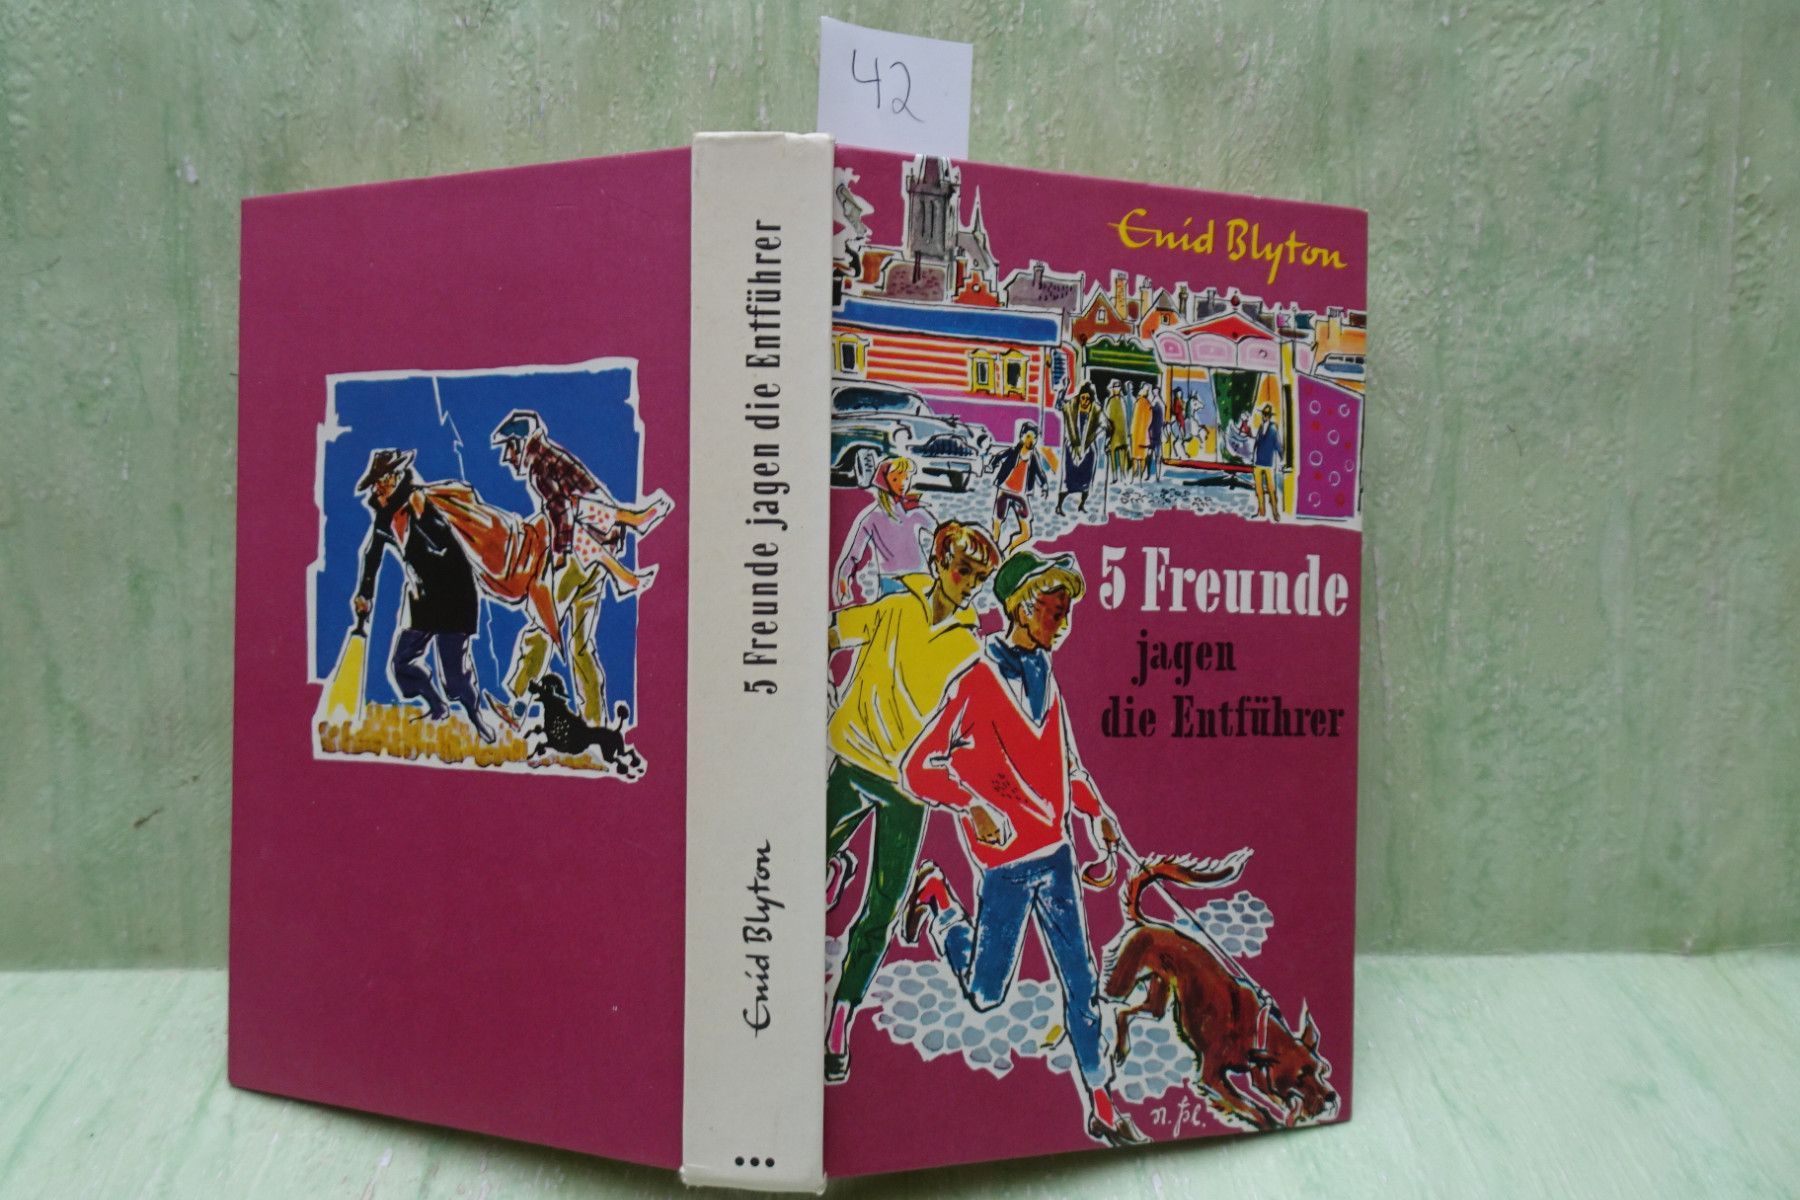 42
5 Freunde jagen die Entführer
Enid Blyton
Enid Blyton
5 Freunde
jagen
die Entführer